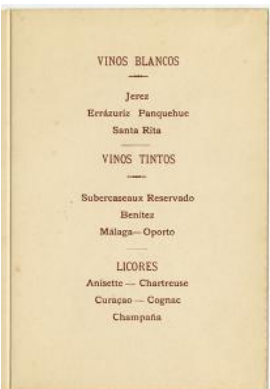 VINOS BLANCOS
Jerez
Errázuriz Panquehue
Santa Rita
VINOS TINTOS
Subercaseaux Reservado
Benitez
Málaga—Oporto
LICORES
Anisette — Chartreuse
Curaçao — Cognac
Champaña